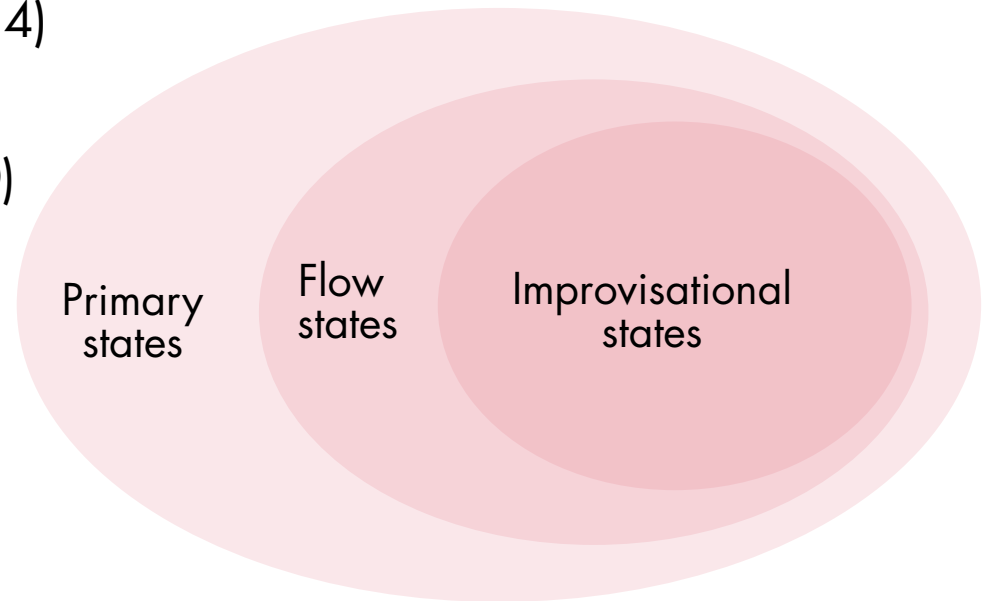 4)
)
Primary
states
Flow
states
Improvisational
states